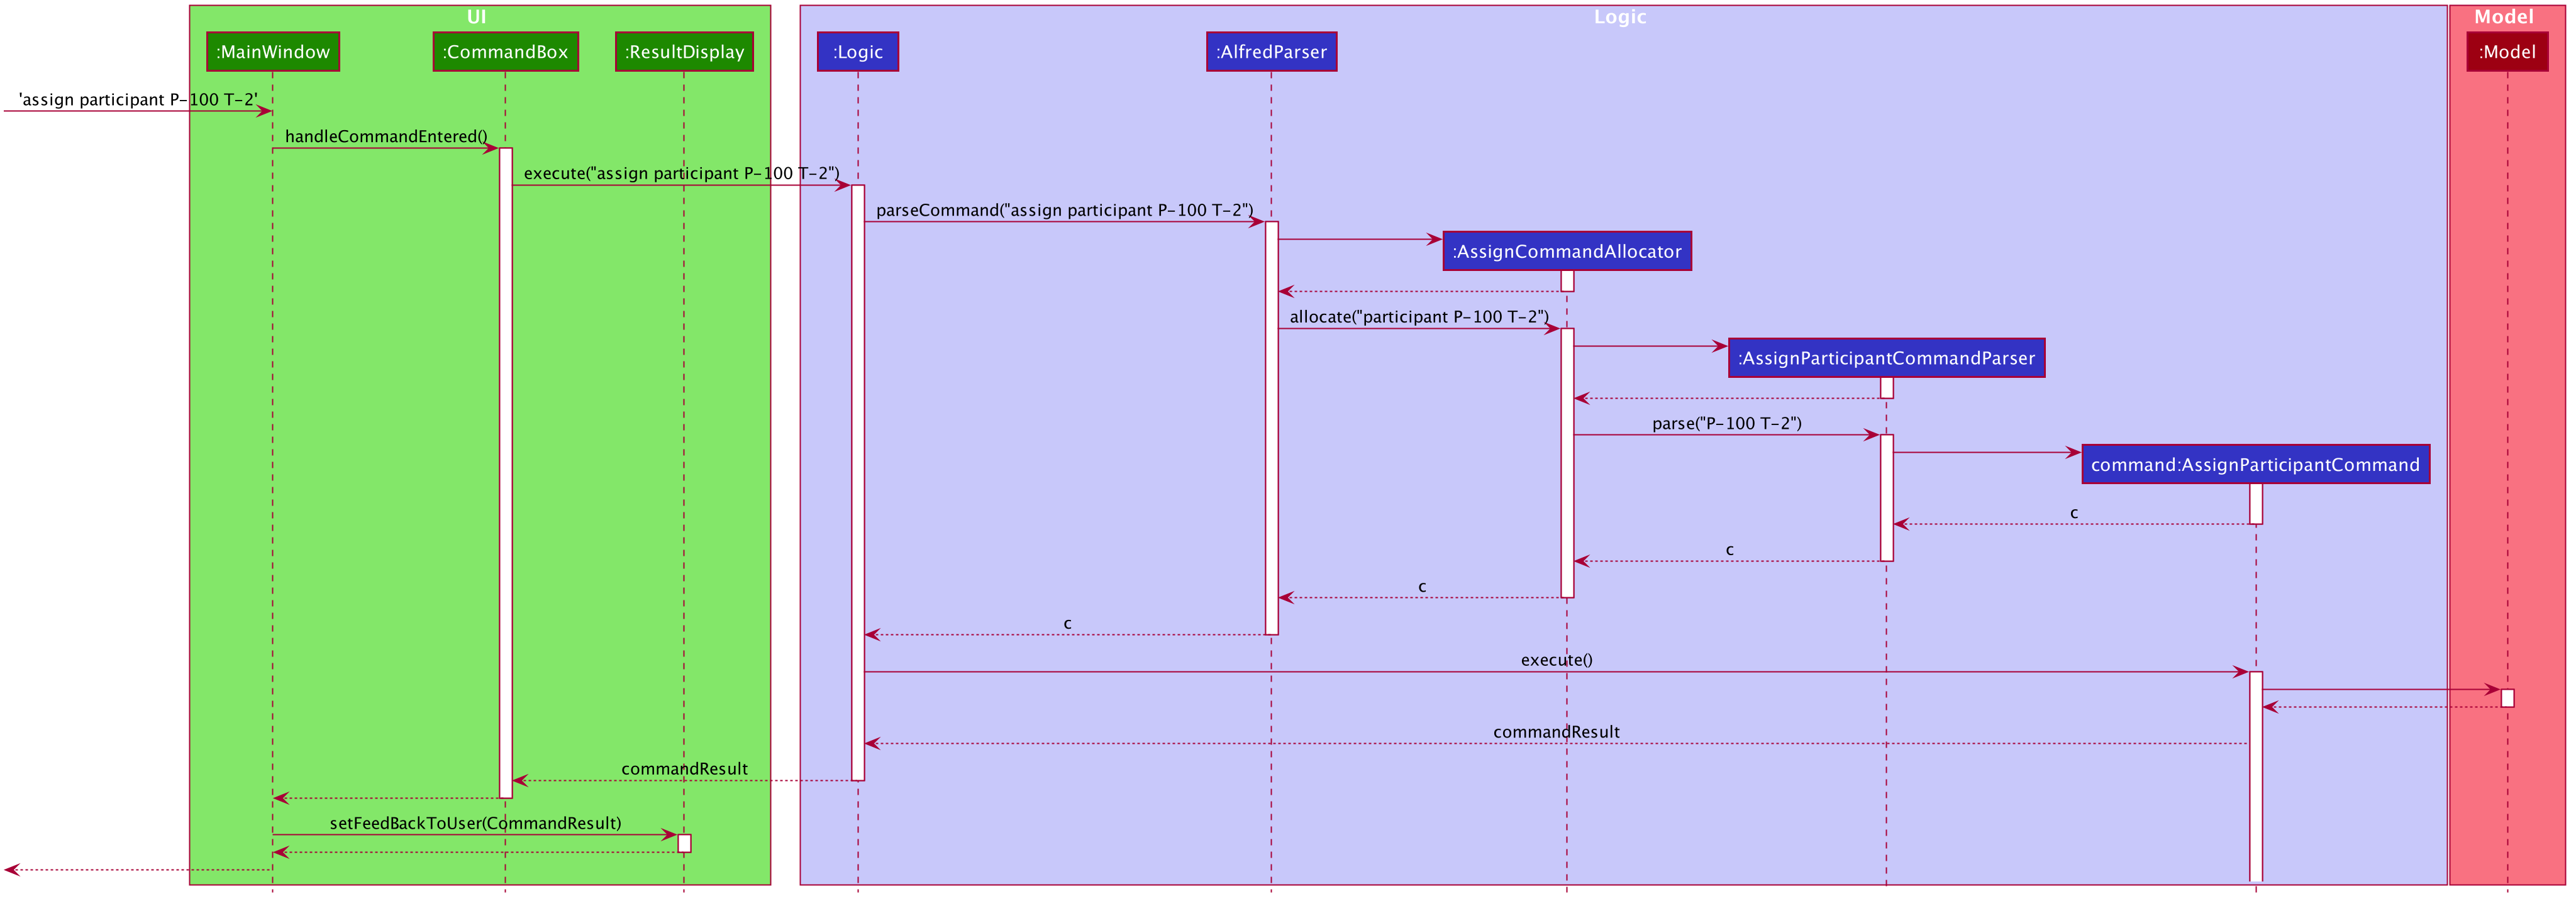 UI
Logic
Model
:MainWindow
:CommandBox
:ResultDisplay
:Logic
:AlfredParser
:Model
'assign participant P-100 T-2'
handleCommandEntered()
execute("assign participant P-100 T-2")
parseCommand("assign participant P-100 T-2")
:AssignCommandAllocator
allocate("participant P-100 T-2")
:AssignParticipantCommandParser
parse("P-100 T-2")
command:AssignParticipantCommand
c
c
c
c
execute()
commandResult
commandResult
setFeedBackToUser(CommandResult)